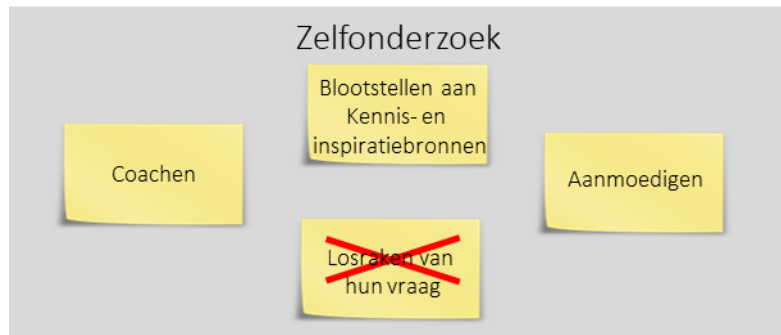 Zelfonderzoek
Blootstellen aan
Kennis- en
inspiratiebronnen
Coachen
Aanmoedigen
Losraken van
hun vraag